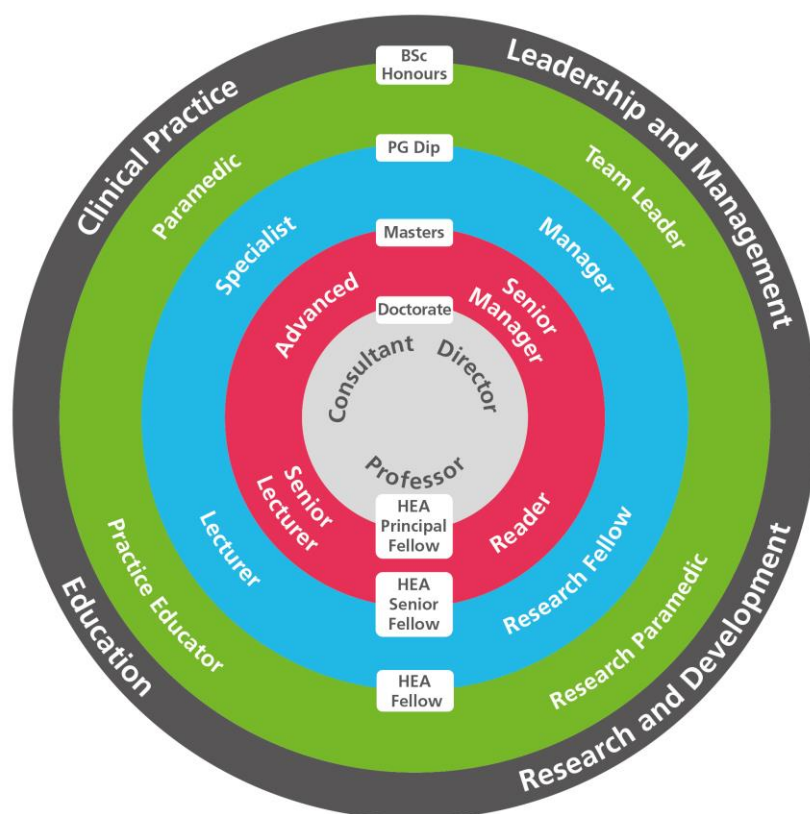 BSc
Honours
Clinical Practice
Leadership and Management
PG Dip
Paramedic
Team Leader
Masters
Specialist
Manager
Doctorate
Advanced
Senior
Manager
Consultant
Director
Professor
Senior
Lecturer
HEA
Principal
Fellow
Reader
Lecturer
HEA
Senior
Fellow
Research Fellow
Practice Educator
HEA
Fellow
Research Paramedic
Education
Research and Development